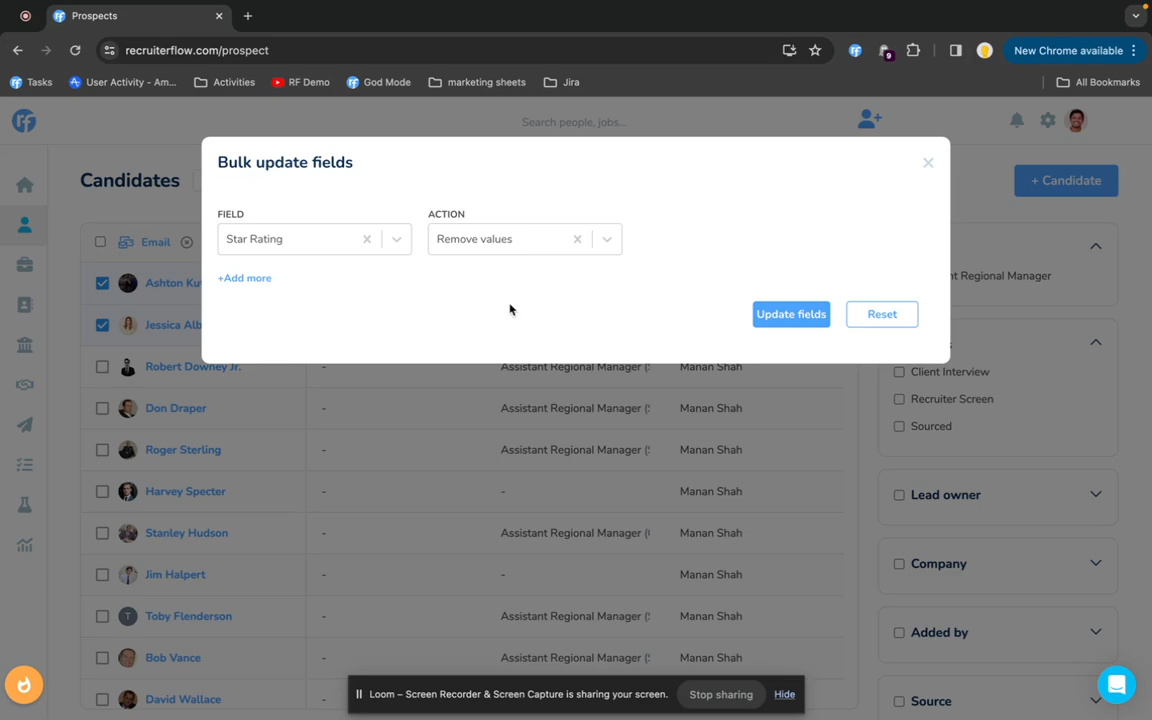 Prospects
recruiterflow.com/prospect
9
New Chrome available
Tasks
User Activity - Am...
Activities
RF Demo
God Mode
marketing sheets
Jira
All Bookmarks
Search people, jobs...
Bulk update fields
Candidates
+ Candidate
FIELD
ACTION
Star Rating
Remove values
Email
+Add more
nt Regional Manager
Ashton Ku
Update fields
Reset
Jessica Alb
Robert Downey Jr.
-
Assistant Regional Manager (
Manan Shah
Client Interview
Recruiter Screen
Don Draper
-
Assistant Regional Manager (
Manan Shah
Sourced
Roger Sterling
-
Assistant Regional Manager (
Manan Shah
Harvey Specter
-
-
Manan Shah
Lead owner
Stanley Hudson
-
Assistant Regional Manager (
Manan Shah
Company
Jim Halpert
-
-
Manan Shah
T
Toby Flenderson
-
Assistant Regional Manager (
Manan Shah
Added by
Bob Vance
-
Assistant Regional Manager (
Manan Shah
David Wallace
Source
Loom – Screen Recorder & Screen Capture is sharing your screen.
Stop sharing
Hide